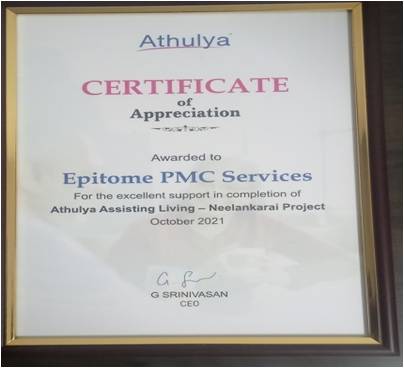 Athulya
CERTIFICATE
of
Appreciation
Awarded to
Epitome PMC Services
For the excellent support in completion of
Athulya Assisting Living – Neelankarai Project
October 2021
G SRINIVASAN
CEO